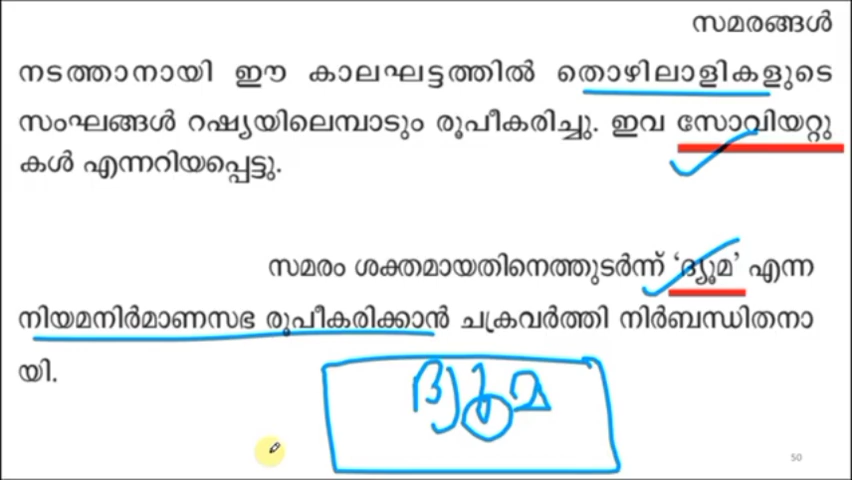 സമരങ്ങൾ
നടത്താനായി ഈ കാലഘട്ടത്തിൽ തൊഴിലാളികളുടെ
സംഘങ്ങൾ റഷ്യയിലെമ്പാടും രൂപീകരിച്ചു. ഇവ സോവിയറ്റു
കൾ എന്നറിയപ്പെട്ടു.
സമരം ശക്തമായതിനെത്തുടർന്ന് ‘ദ്യൂമ’ എന്ന
നിയമനിർമാണസഭ രൂപീകരിക്കാൻ ചക്രവർത്തി നിർബന്ധിതനാ
യി.
ദ്യൂമ
50